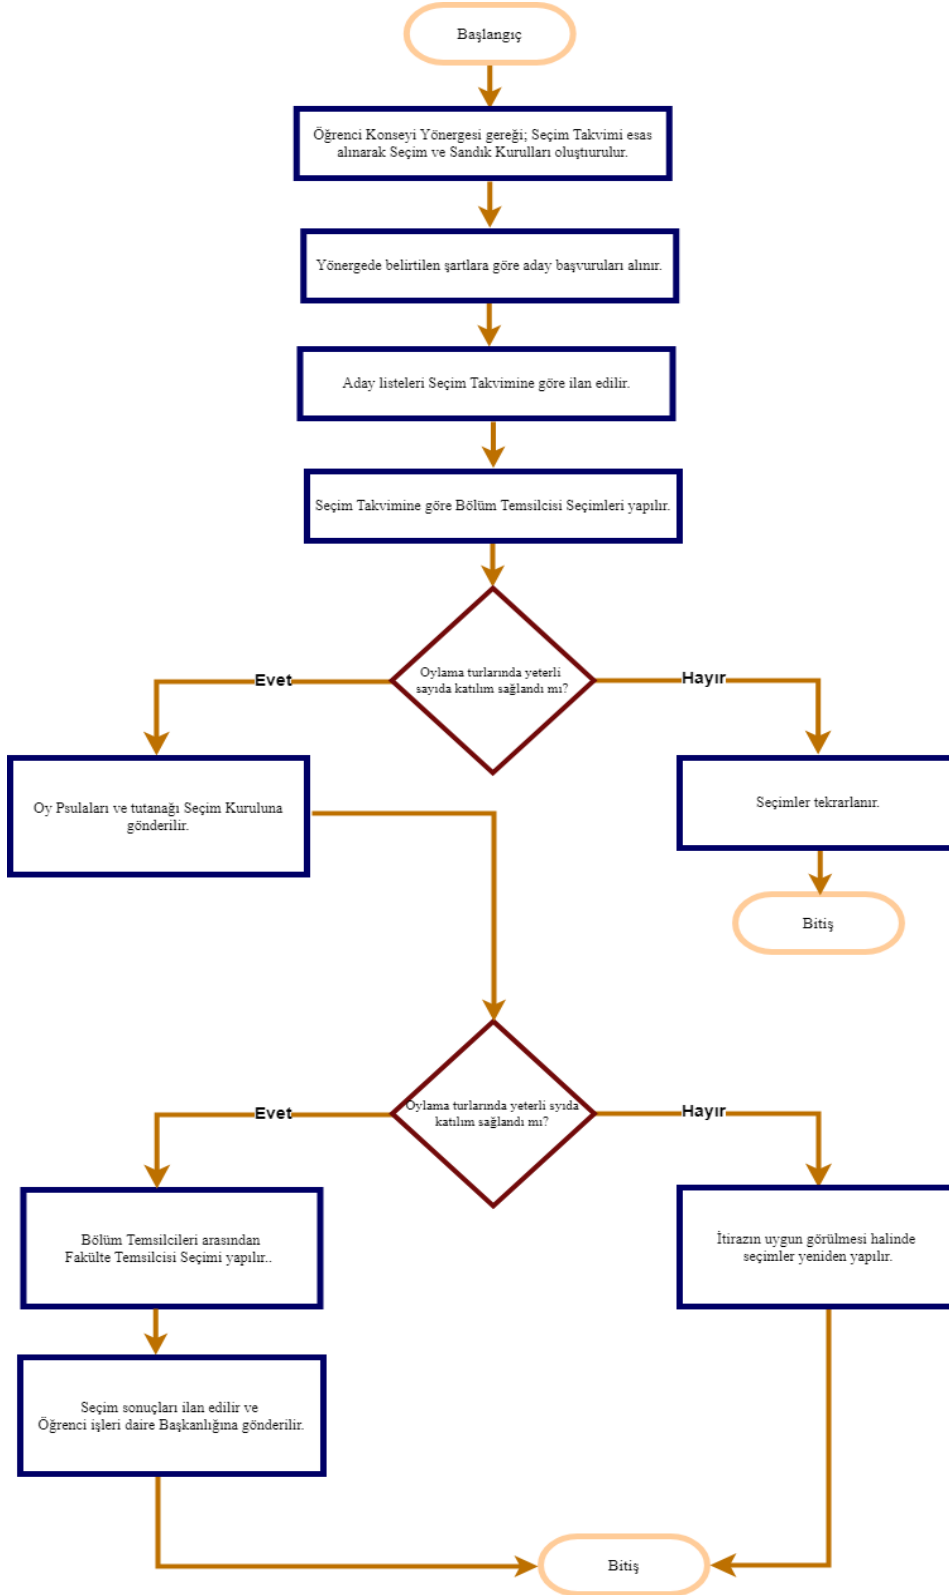 Başlangıç
Öğrenci Konseyi Yönergesi gereği; Seçim Takvimi esas
alınarak Seçim ve Sandık Kurulları oluştıurulur.
Yönergede belirtilen şartlara göre aday başvuruları alınır.
Aday listeleri Seçim Takvimine göre ilan edilir.
Seçim Takvimine göre Bölüm Temsilcisi Seçimleri yapılır.
Oylama turlarında yeterli
sayıda katılım sağlandı mı?
Evet
Hayır
Oy Psulaları ve tutanağı Seçim Kuruluna
gönderilir.
Seçimler tekrarlanır.
Bitiş
Oylama turlarında yeterli syıda
katılım sağlandı mı?
Evet
Hayır
Bölüm Temsilcileri arasından
Fakülte Temsilcisi Seçimi yapılır..
İtirazın uygun görülmesi halinde
seçimler yeniden yapılır.
Seçim sonuçları ilan edilir ve
Öğrenci işleri daire Başkanlığına gönderilir.
Bitiş